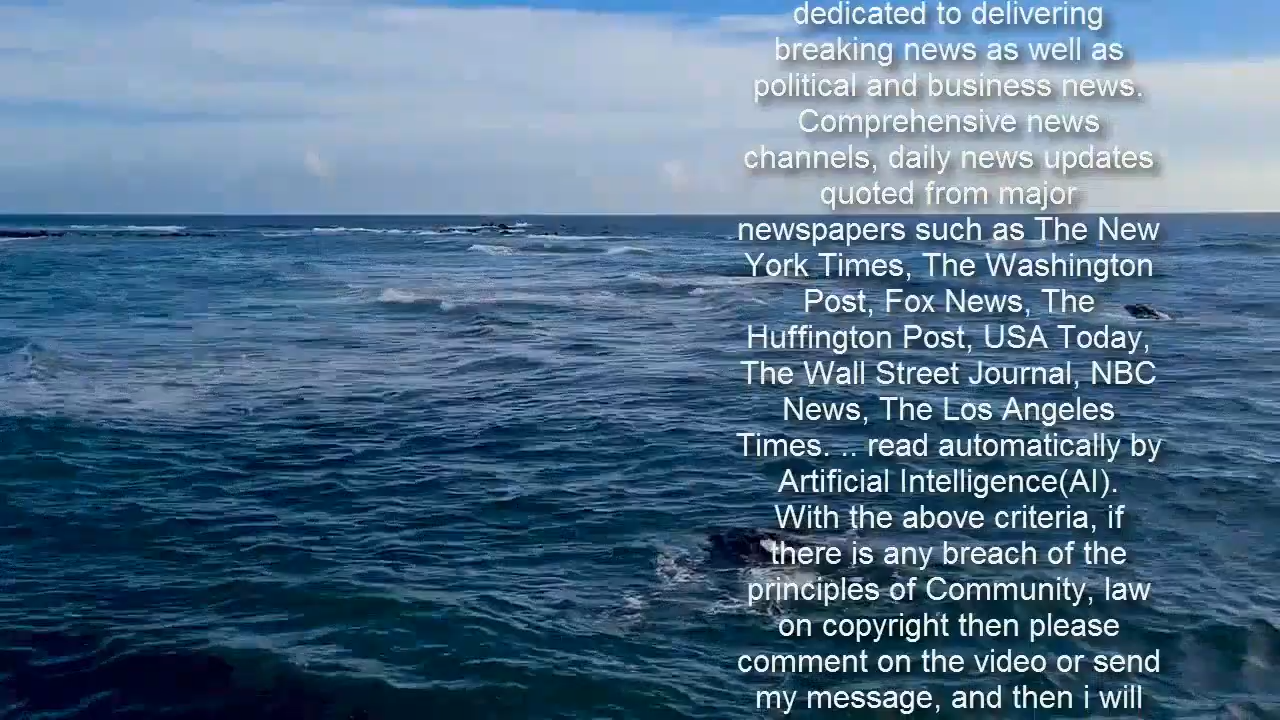 dedicated to delivering
breaking news as well as
political and business news.
Comprehensive news
channels, daily news updates
quoted from major
newspapers such as The New
York Times, The Washington
Post, Fox News, The
Huffington Post, USA Today,
The Wall Street Journal, NBC
News, The Los Angeles
Times. .. read automatically by
Artificial Intelligence(AI).
With the above criteria, if
there is any breach of the
principles of Community, law
on copyright then please
comment on the video or send
my message, and then i will